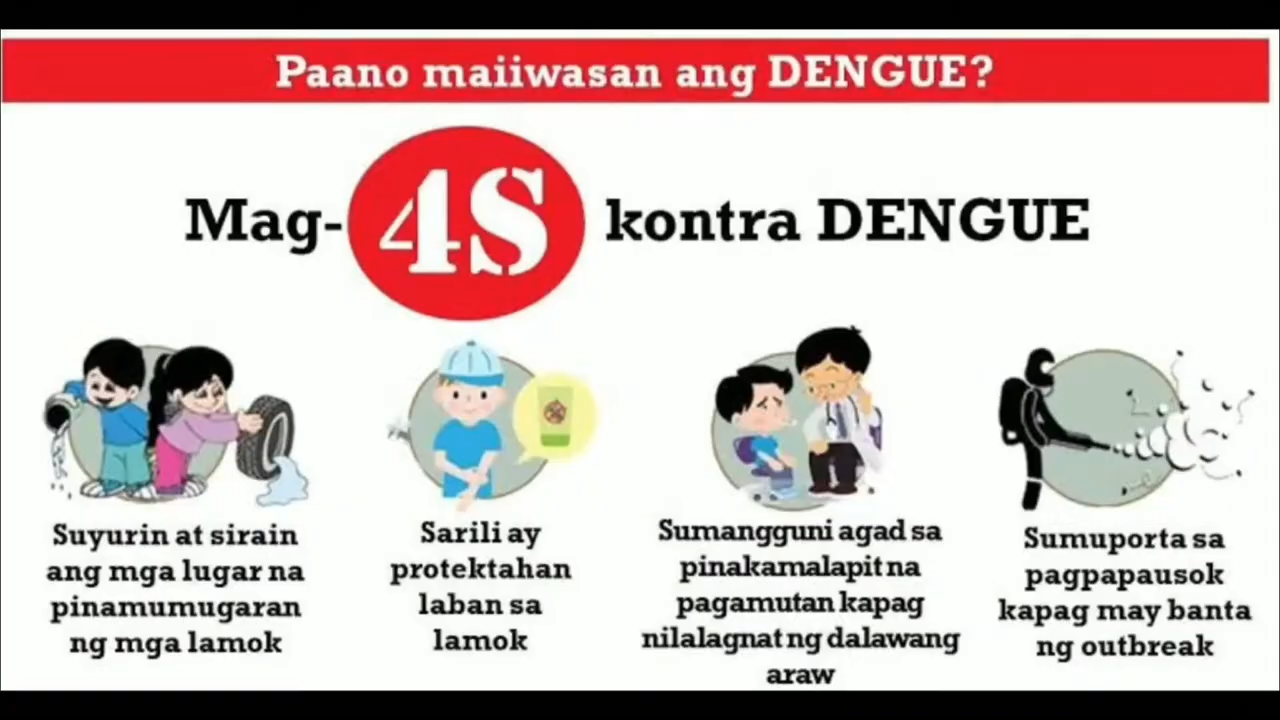 Paano maiiwasan ang DENGUE?
Mag-4S kontra DENGUE
Suyurin at sirain
ang mga lugar na
pinamumugaran
ng mga lamok
Sarili ay
protektahan
laban sa
lamok
Sumangguni agad sa
pinakamalapit na
pagamutan kapag
nilalagnat ng dalawang
araw
Sumuporta sa
pagpapausok
kapag may banta
ng outbreak